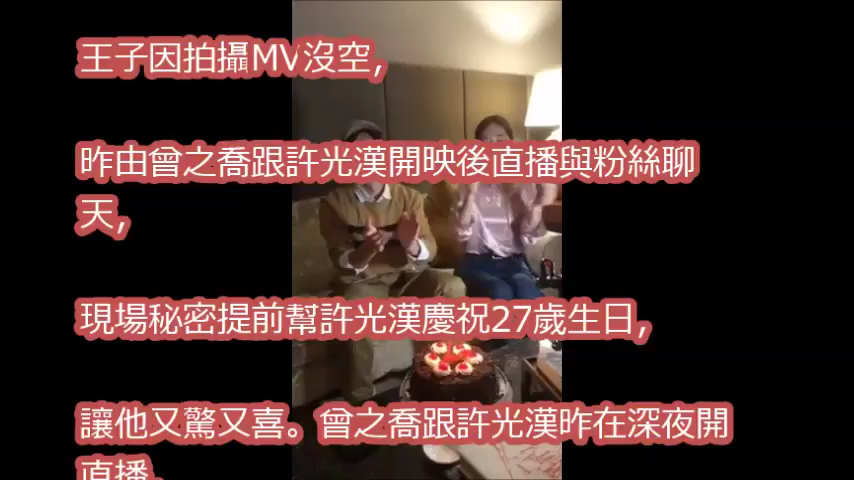 王子因拍攝MV沒空，
昨由曾之喬跟許光漢開映後直播與粉絲聊
天，
現場秘密提前幫許光漢慶祝27歲生日，
讓他又驚又喜。曾之喬跟許光漢昨在深夜開
直播，